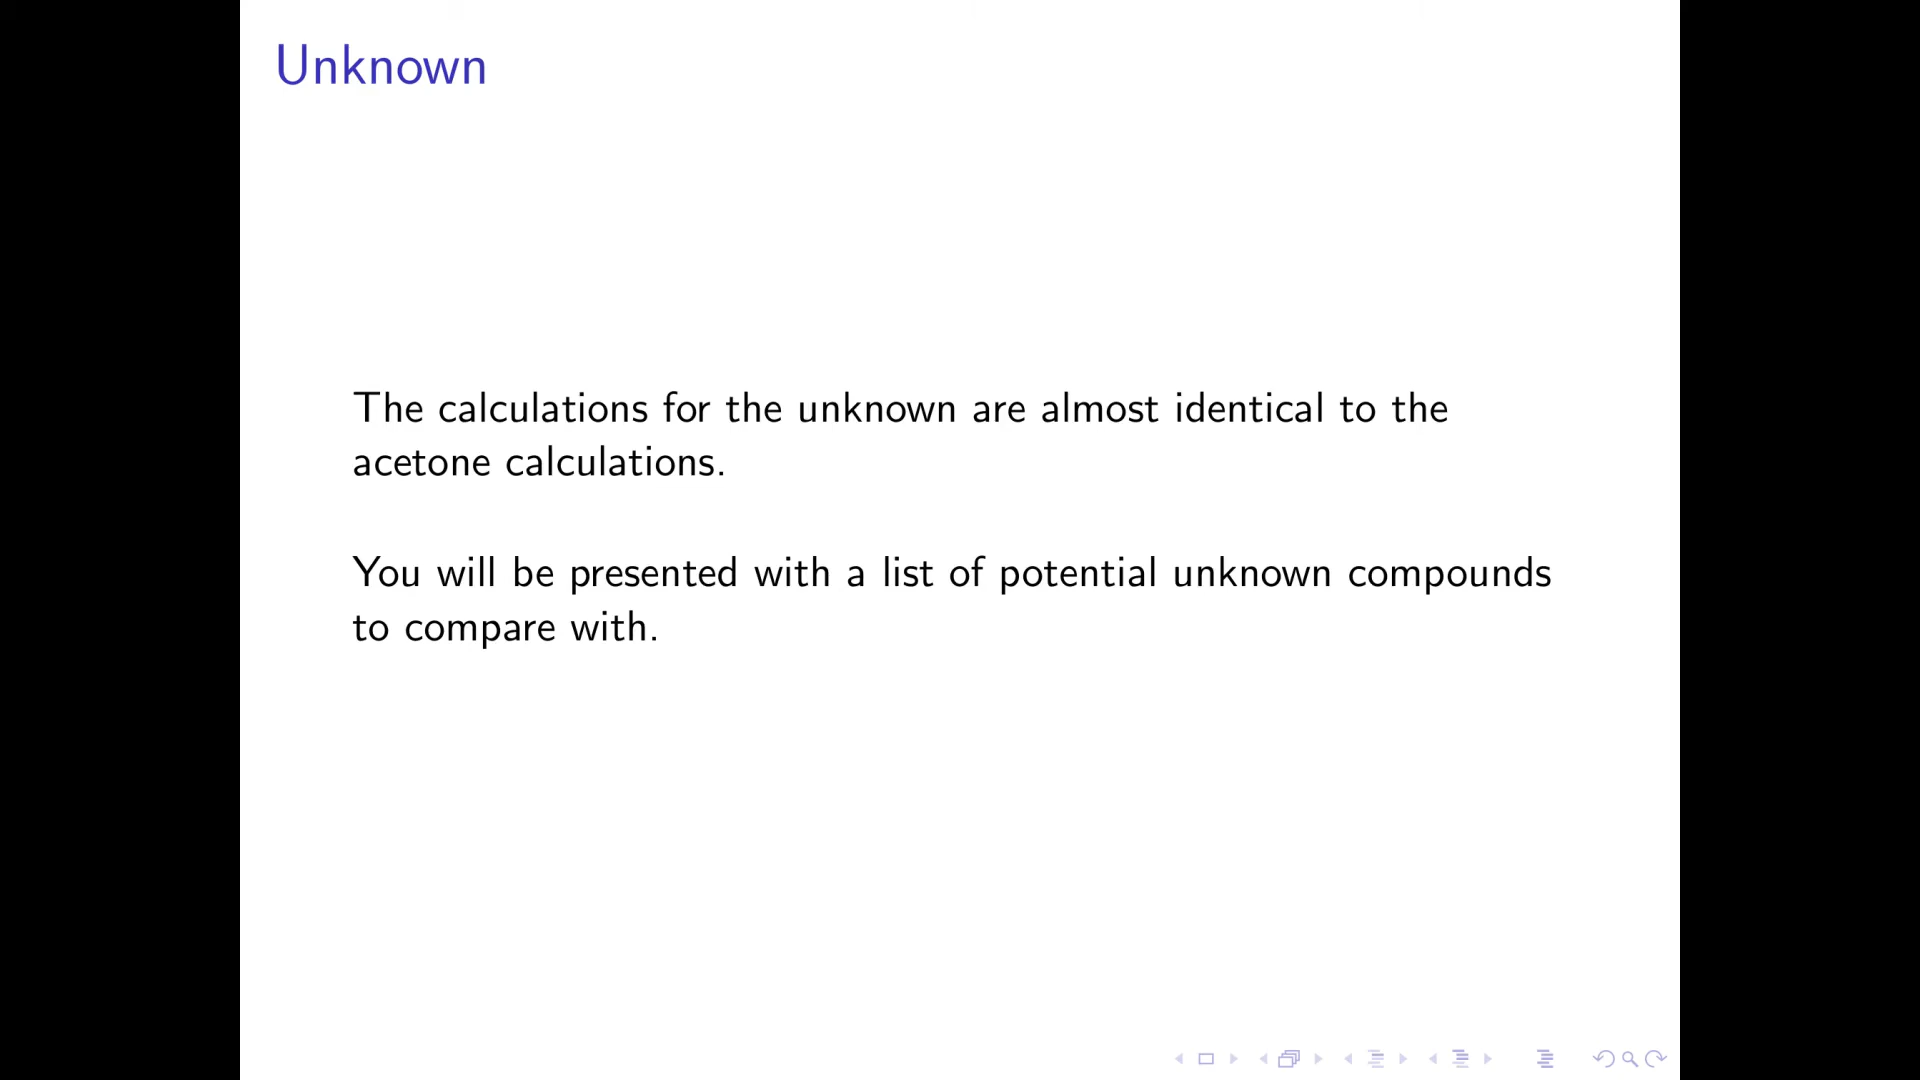 Unknown
The calculations for the unknown are almost identical to the
acetone calculations.
You will be presented with a list of potential unknown compounds
to compare with.